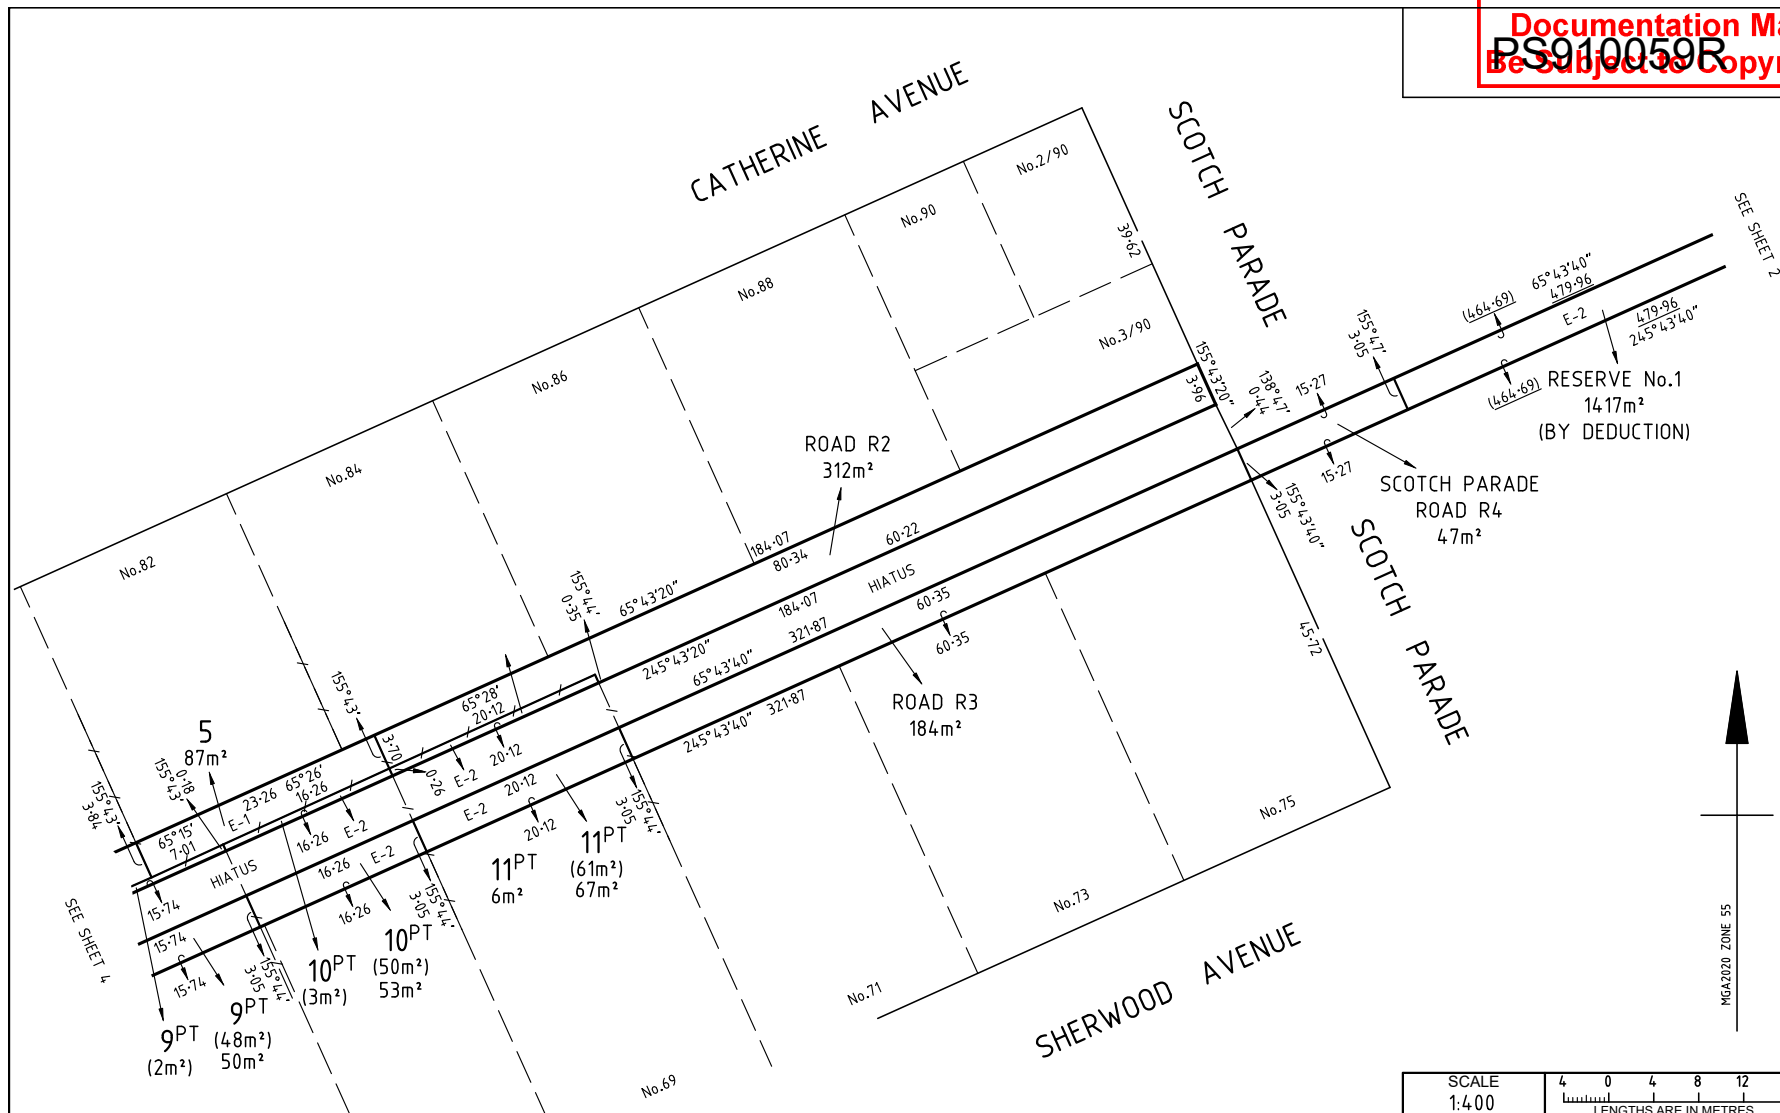 Documentation Ma
PS910059R
Be Subject to Copyr
CATHERINE AVENUE
SCOTCH PARADE
No.2/90
No.90
No.88
No.3/90
No.86
No.84
No.82
39·62
SEE SHEET 2
65°43'40"
479·96
(464·69)
E-2
479·96
245°43'40"
(464·69)
155°47'
3·05
RESERVE No.1
1417m²
(BY DEDUCTION)
155°43'20"
3·96
138°47'
0·44
15·27
15·27
SCOTCH PARADE
ROAD R4
47m²
155°43'40"
3·05
SCOTCH PARADE
ROAD R2
312m²
184·07
80·34
60·22
65°43'20"
HIATUS
184·07
245°43'20"
321·87
65°43'40"
60·35
60·35
321·87
245°43'40"
ROAD R3
184m²
45·72
155°44'
0·35
65°28'
20·12
155°43'
3·70
0·26
E-2
20·12
20·12
E-2
20·12
155°44'
3·05
5
87m²
155°43'
0·18
155°43'
3·84
65°15'
7·01
E-1
23·26
65°26'
16·26
16·26
E-2
HIATUS
16·26
E-2
16·26
155°44'
3·05
15·74
15·74
15·74
155°44'
3·05
SEE SHEET 4
11PT
6m²
11PT
(61m²)
67m²
10PT
(3m²)
10PT
(50m²)
53m²
9PT
(2m²)
9PT
(48m²)
50m²
No.69
No.71
No.73
No.75
SHERWOOD AVENUE
MGA2020 ZONE 55
SCALE
1:400
4 0 4 8 12
LENGTHS ARE IN METRES